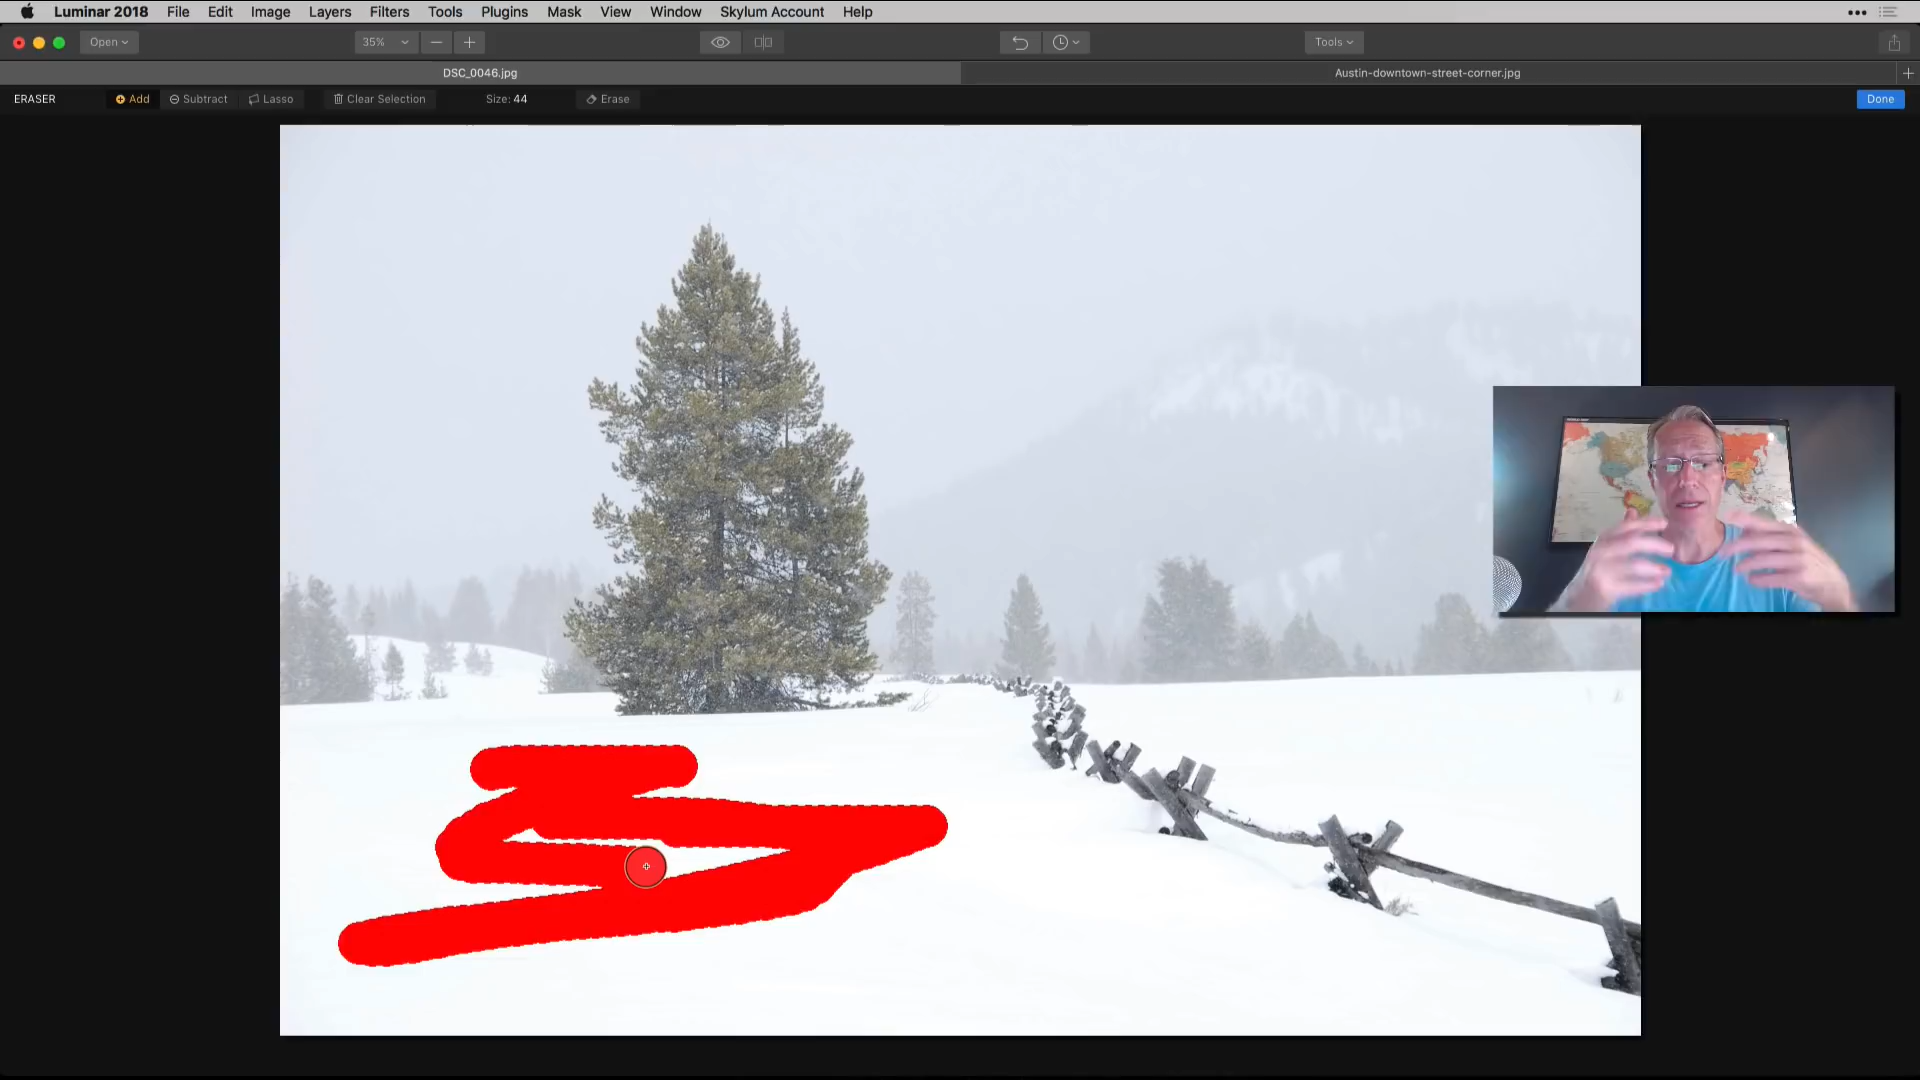 Luminar 2018 File Edit Image Layers Filters Tools Plugins Mask View Window Skylum Account Help
Open 35% Tools
DSC_0046.jpg Austin-downtown-street-corner.jpg
ERASER Add Subtract Lasso Clear Selection Size: 44 Erase Done